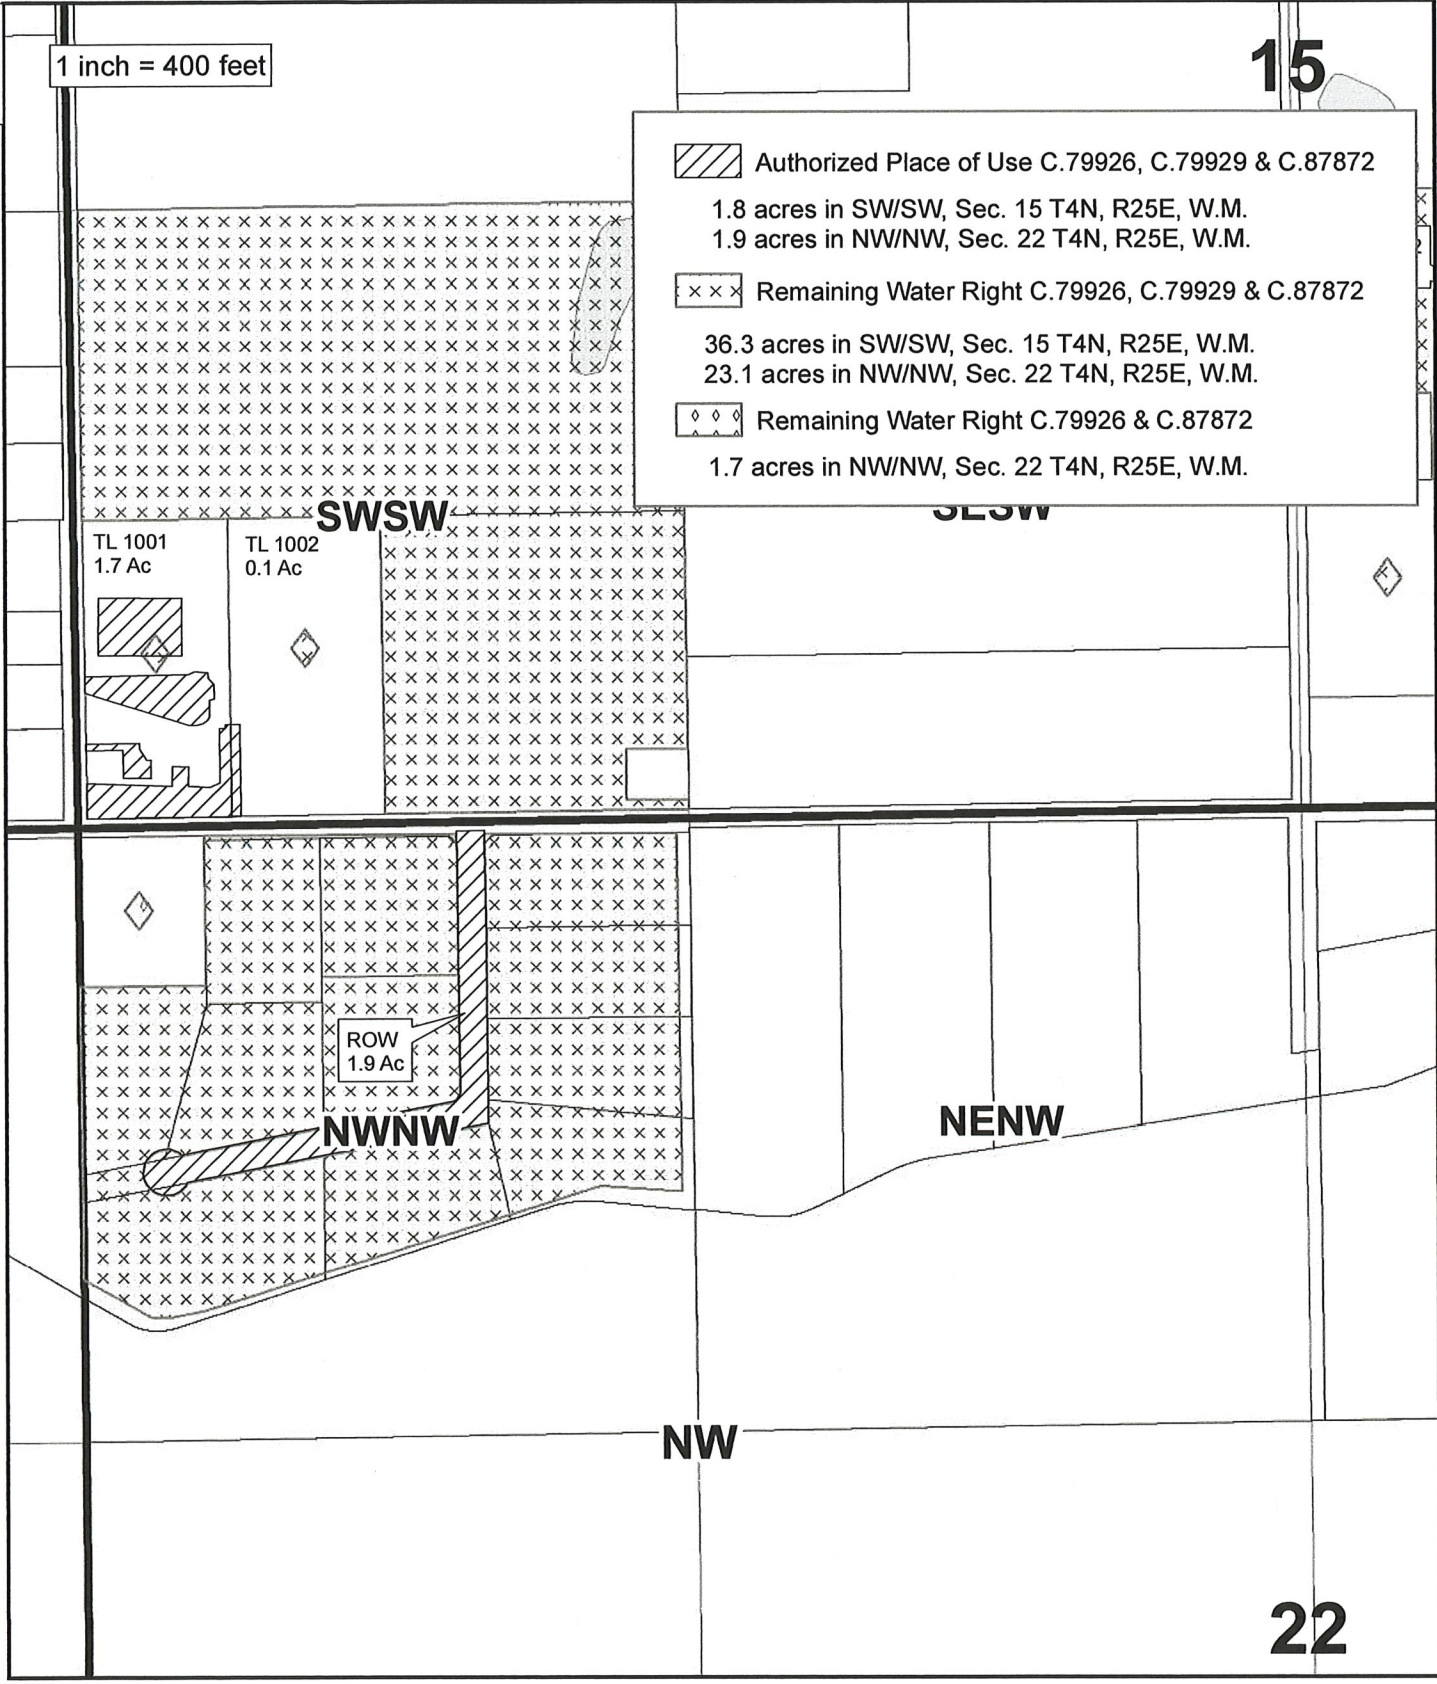 1 inch = 400 feet
15
Authorized Place of Use C.79926, C.79929 & C.87872
1.8 acres in SW/SW, Sec. 15 T4N, R25E, W.M.
1.9 acres in NW/NW, Sec. 22 T4N, R25E, W.M.
Remaining Water Right C.79926, C.79929 & C.87872
36.3 acres in SW/SW, Sec. 15 T4N, R25E, W.M.
23.1 acres in NW/NW, Sec. 22 T4N, R25E, W.M.
Remaining Water Right C.79926 & C.87872
1.7 acres in NW/NW, Sec. 22 T4N, R25E, W.M.
SWSW
SESW
TL 1001
1.7 Ac
TL 1002
0.1 Ac
ROW
1.9 Ac
NWNW
NENW
NW
22